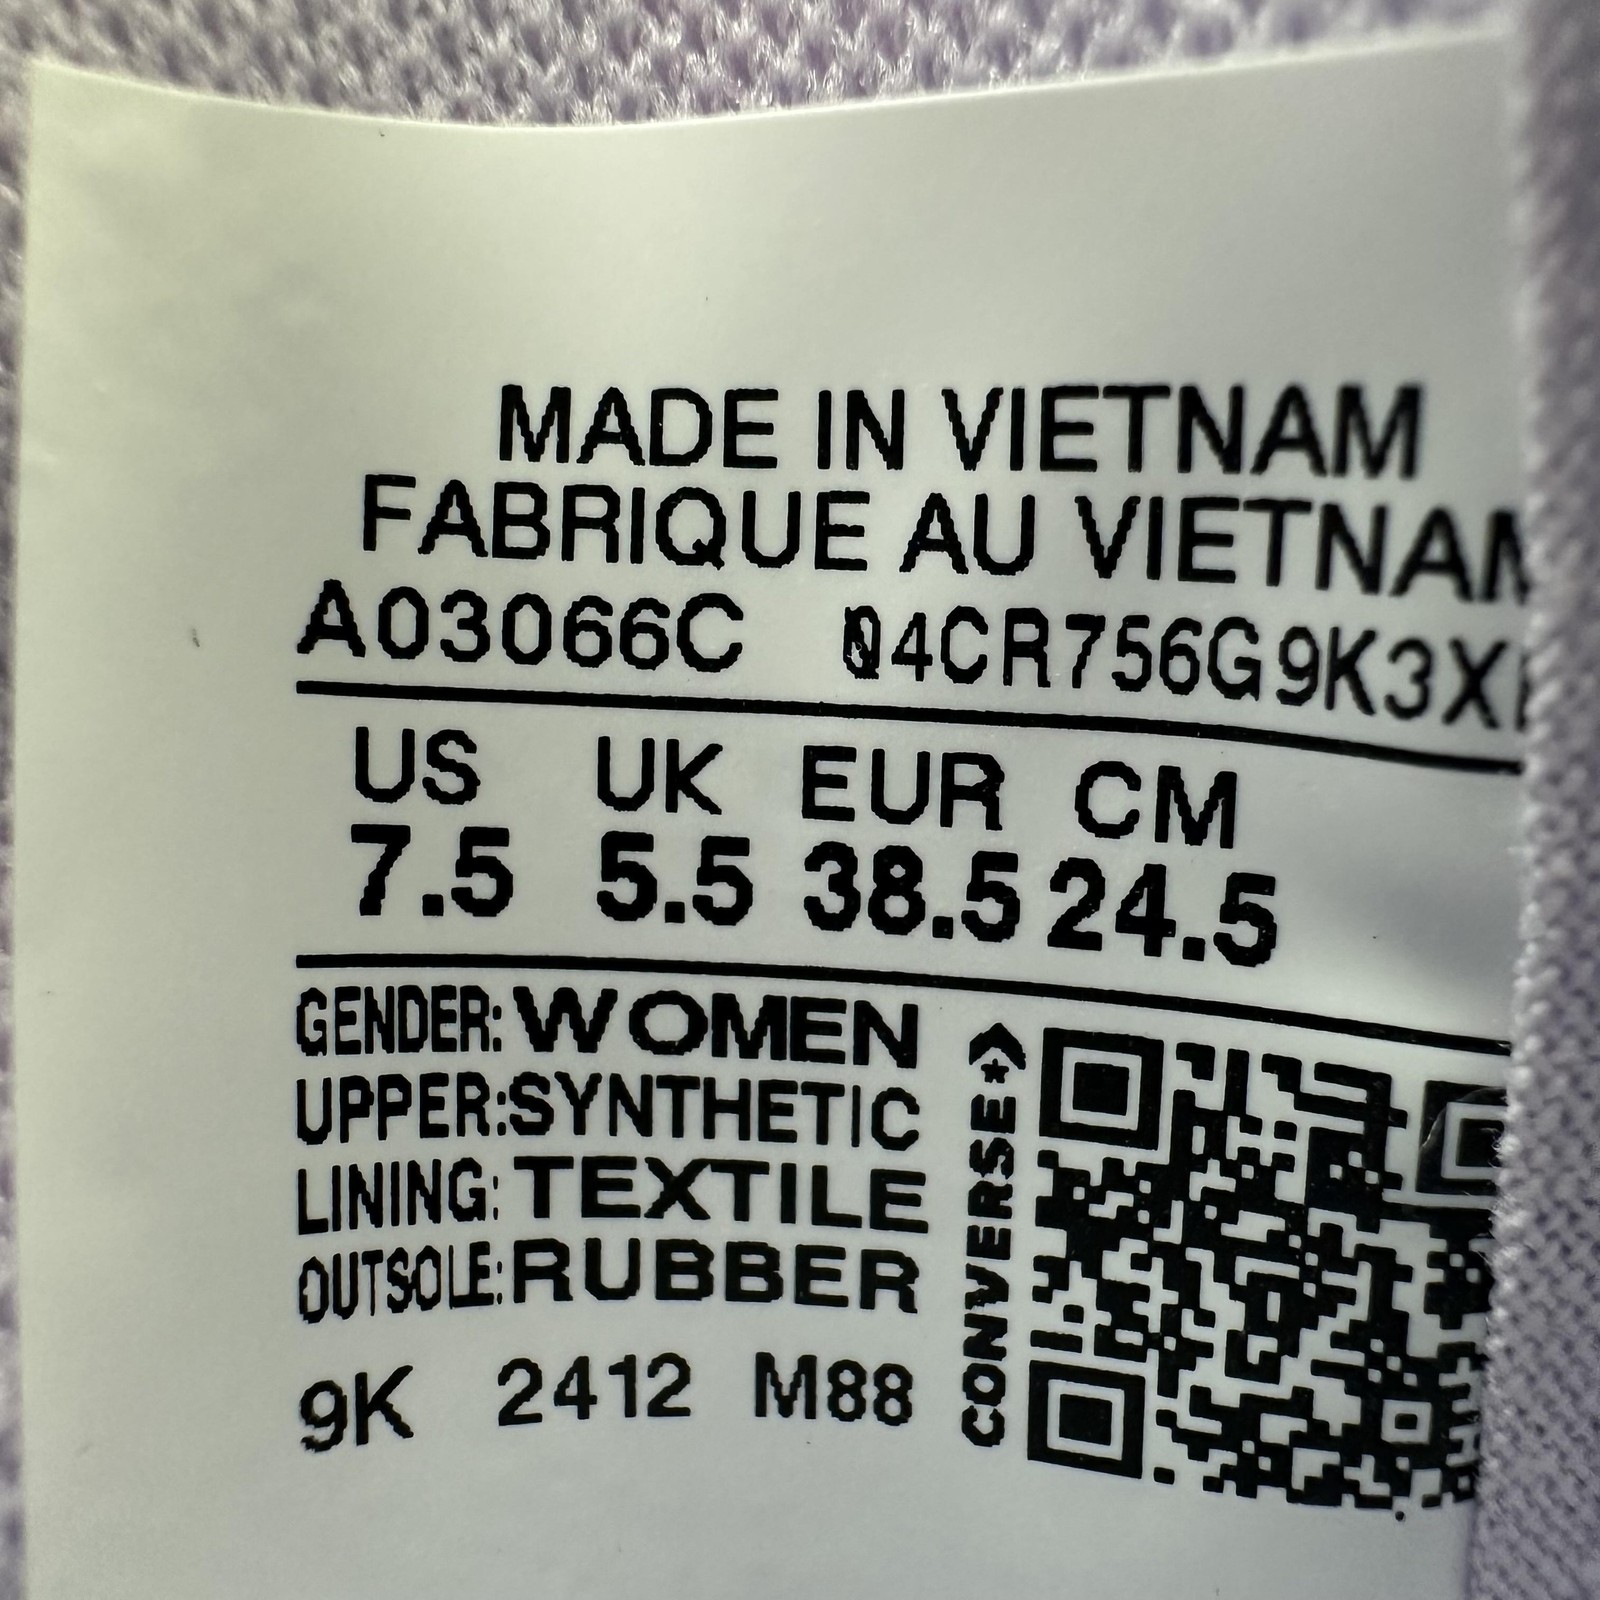 MADE IN VIETNAM
FABRIQUE AU VIETNAM
A03066C
US UK EUR CM
7.5 5.5 38.5 24.5
GENDER: WOMEN
UPPER:SYNTHETIC
LINING: TEXTILE
OUTSOLE: RUBBER
9K 2412 M88
CONVERSE